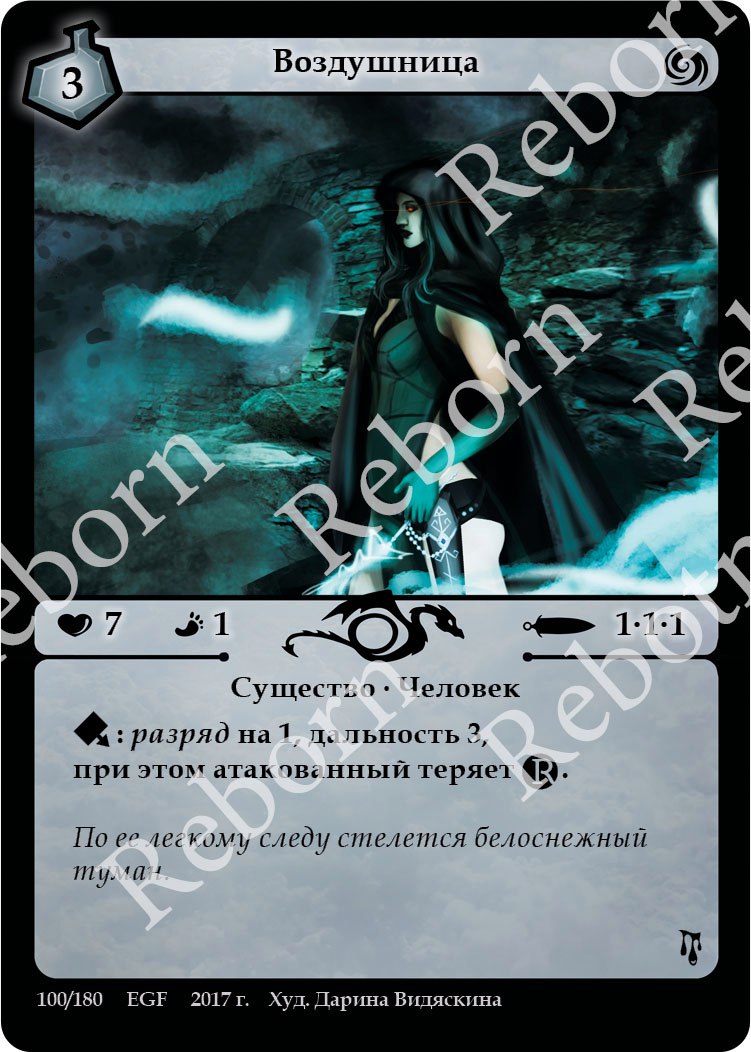 3
Воздушница
7
1
1·1·1
Существо · Человек
: разряд на 1, дальность 3,
при этом атакованный теряет R.
По ее легкому следу стелется белоснежный
туман.
100/180 EGF 2017 г. Худ. Дарина Видяскина
Reborn
Reborn
Reborn
Reborn
Reborn
Reborn